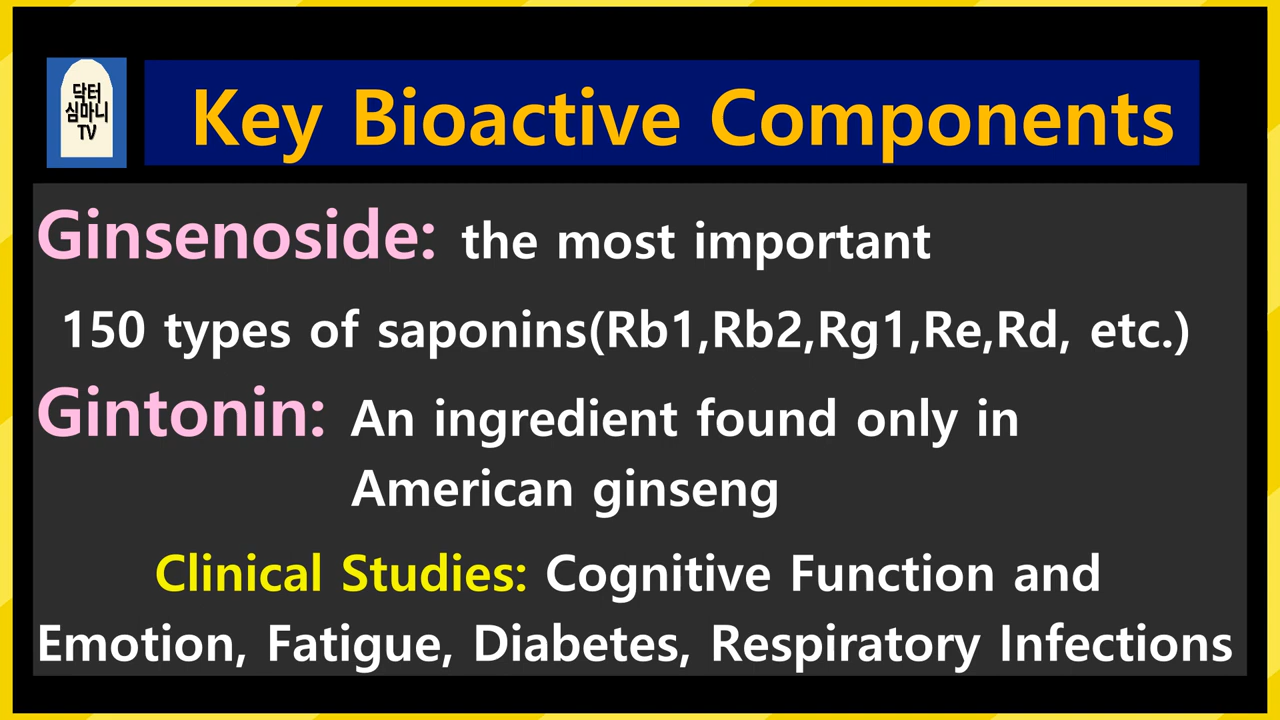 닥터
심마니
TV
Key Bioactive Components
Ginsenoside: the most important
150 types of saponins(Rb1,Rb2,Rg1,Re,Rd, etc.)
Gintonin: An ingredient found only in
American ginseng
Clinical Studies: Cognitive Function and
Emotion, Fatigue, Diabetes, Respiratory Infections